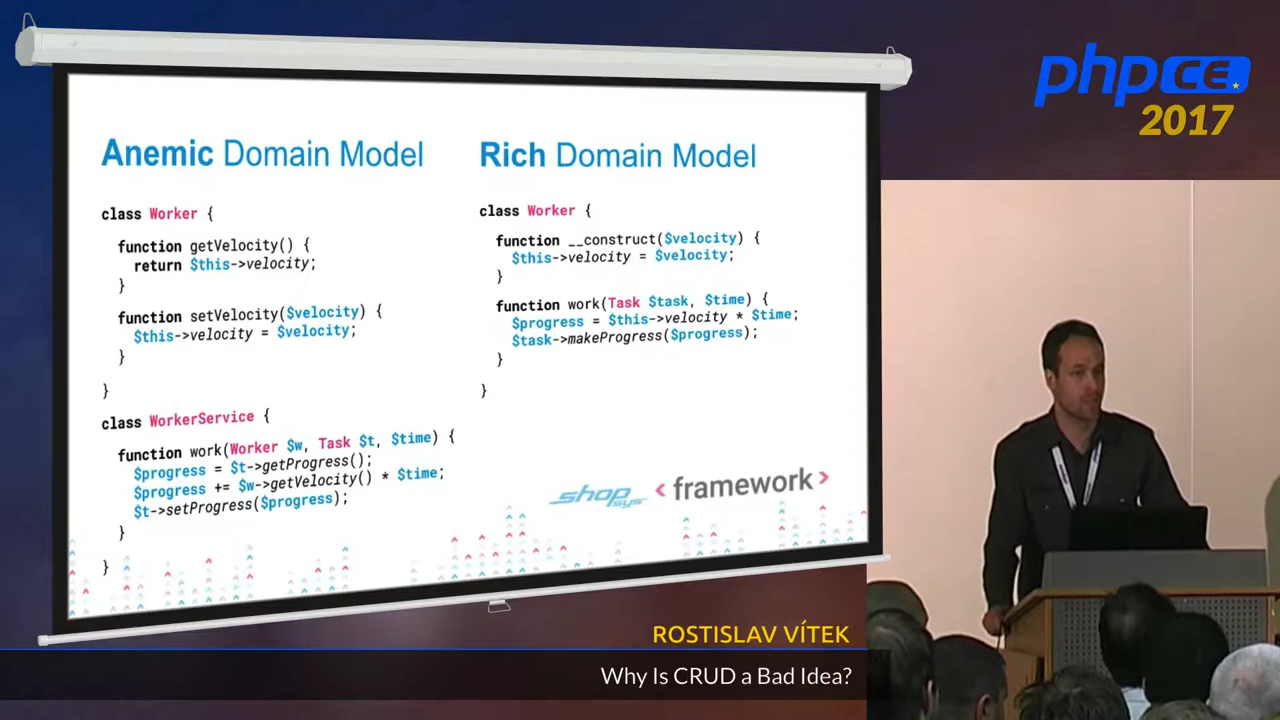 phpCE
2017
Anemic Domain Model
class Worker {
function getVelocity() {
return $this->velocity;
}
function setVelocity($velocity) {
$this->velocity = $velocity;
}
}
class WorkerService {
function work(Worker $w, Task $t, $time) {
$progress = $t->getProgress();
$progress += $w->getVelocity() * $time;
$t->setProgress($progress);
}
}
Rich Domain Model
class Worker {
function __construct($velocity) {
$this->velocity = $velocity;
}
function work(Task $task, $time) {
$progress = $this->velocity * $time;
$task->makeProgress($progress);
}
}
shopsys <framework>
ROSTISLAV VÍTEK
Why Is CRUD a Bad Idea?